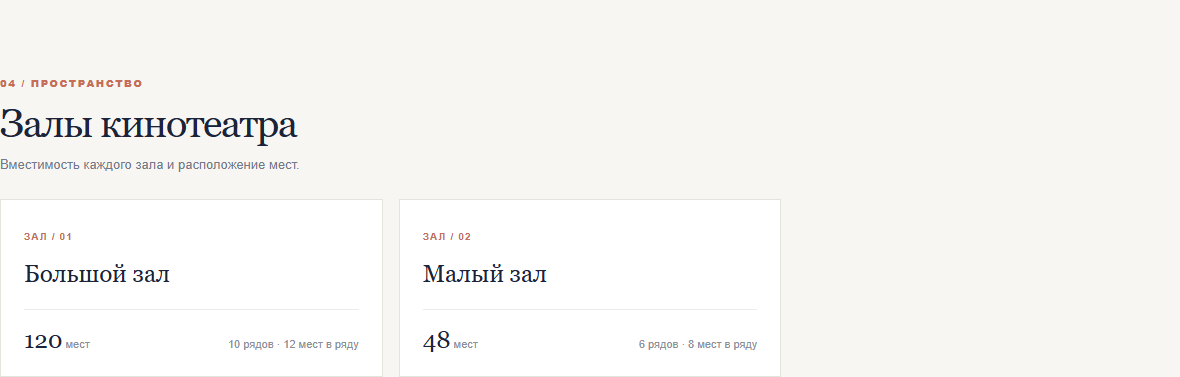 04 / ПРОСТРАНСТВО
Залы кинотеатра
Вместимость каждого зала и расположение мест.
ЗАЛ / 01
Большой зал
120 мест
10 рядов · 12 мест в ряду
ЗАЛ / 02
Малый зал
48 мест
6 рядов · 8 мест в ряду